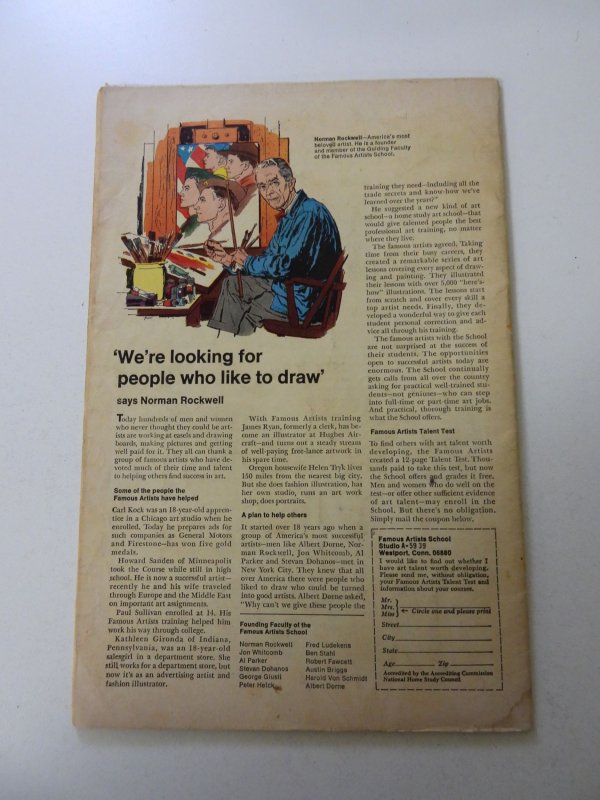 Norman Rockwell—America's most
beloved artist. He is a founder
and member of the Guiding Faculty
of the Famous Artists School.
'We're looking for
people who like to draw'
says Norman Rockwell
Today hundreds of men and women
who never thought they could be art-
ists are working at easels and drawing
boards, making pictures and getting
well paid for it. They all can thank a
group of famous artists who have de-
voted much of their time and talent
to helping others find success in art.
Some of the people the
Famous Artists have helped
Carl Kock was an 18-year-old appren-
tice in a Chicago art studio when he
enrolled. Today he prepares ads for
such companies as General Motors
and Firestone—has won five gold
medals.
Howard Sanden of Minneapolis
took the Course while still in high
school. He is now a successful artist—
recently he and his wife traveled
through Europe and the Middle East
on important art assignments.
Paul Sullivan enrolled at 14. His
Famous Artists training helped him
work his way through college.
Kathleen Gironda of Indiana,
Pennsylvania, was an 18-year-old
salesgirl in a department store. She
still works for a department store, but
now it's as an advertising artist and
fashion illustrator.
With Famous Artists training
James Ryan, formerly a clerk, has be-
come an illustrator at Hughes Air-
craft—and turns out a steady stream
of well-paying free-lance artwork in
his spare time.
Oregon housewife Helen Tryk lives
150 miles from the nearest big city.
But she does fashion illustration, has
her own studio, runs an art work
shop, does portraits.
A plan to help others
It started over 18 years ago when a
group of America's most successful
artists—men like Albert Dorne, Nor-
man Rockwell, Jon Whitcomb, Al
Parker and Stevan Dohanos—met in
New York City. They knew that all
over America there were people who
liked to draw who could be turned
into good artists. Albert Dorne asked,
"Why can't we give these people the
Founding Faculty of the
Famous Artists School
Norman Rockwell
Jon Whitcomb
Al Parker
Stevan Dohanos
George Giusti
Peter Helck
Fred Ludekens
Ben Stahl
Robert Fawcett
Austin Briggs
Harold Von Schmidt
Albert Dorne
training they need—including all the
trade secrets and know-how we've
learned over the years?"
He suggested a new kind of art
school—a home study art school—that
would give talented people the best
professional art training, no matter
where they live.
The famous artists agreed. Taking
time from their busy careers, they
created a remarkable series of art
lessons covering every aspect of draw-
ing and painting. They illustrated
their lessons with over 5,000 "here's-
how" illustrations. The lessons start
from scratch and cover every skill a
top artist needs. Finally, they de-
veloped a wonderful way to give each
student personal correction and ad-
vice all through his training.
The famous artists with the School
are not surprised at the success of
their students. The opportunities
open to successful artists today are
enormous. The School continually
gets calls from all over the country
asking for practical well-trained stu-
dents—not geniuses—who can step
into full-time or part-time art jobs.
And practical, thorough training is
what the School offers.
Famous Artists Talent Test
To find others with art talent worth
developing, the Famous Artists
created a 12-page Talent Test. Thou-
sands paid to take this test, but now
the School offers and grades it free.
Men and women who do well on the
test—or offer other sufficient evidence
of art talent—may enroll in the
School. But there's no obligation.
Simply mail the coupon below.
Famous Artists School
Studio A-5939
Westport, Conn. 06880
I would like to find out whether I
have art talent worth developing.
Please send me, without obligation,
your Famous Artists Talent Test and
information about your courses.
Mr.
Mrs.
Miss
← Circle one and please print
Street
City
State
Age Zip
Accredited by the Accrediting Commission
National Home Study Council